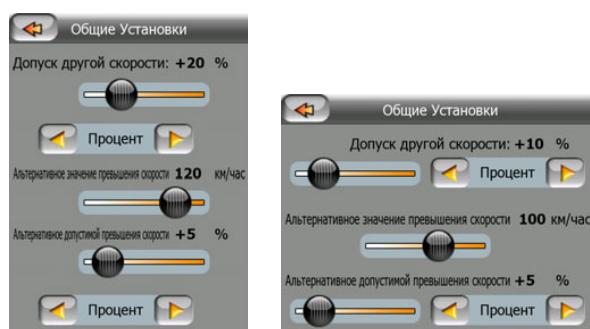 Общие Установки
Допуск другой скорости: +20 %
Процент
Альтернативное значение превышения скорости 120 км/час
Альтернативное допустимой превышения скорости +5 %
Процент
Общие Установки
Допуск другой скорости: +10 %
Процент
Альтернативное значение превышения скорости 100 км/час
Альтернативное допустимой превышения скорости +5 %
Процент